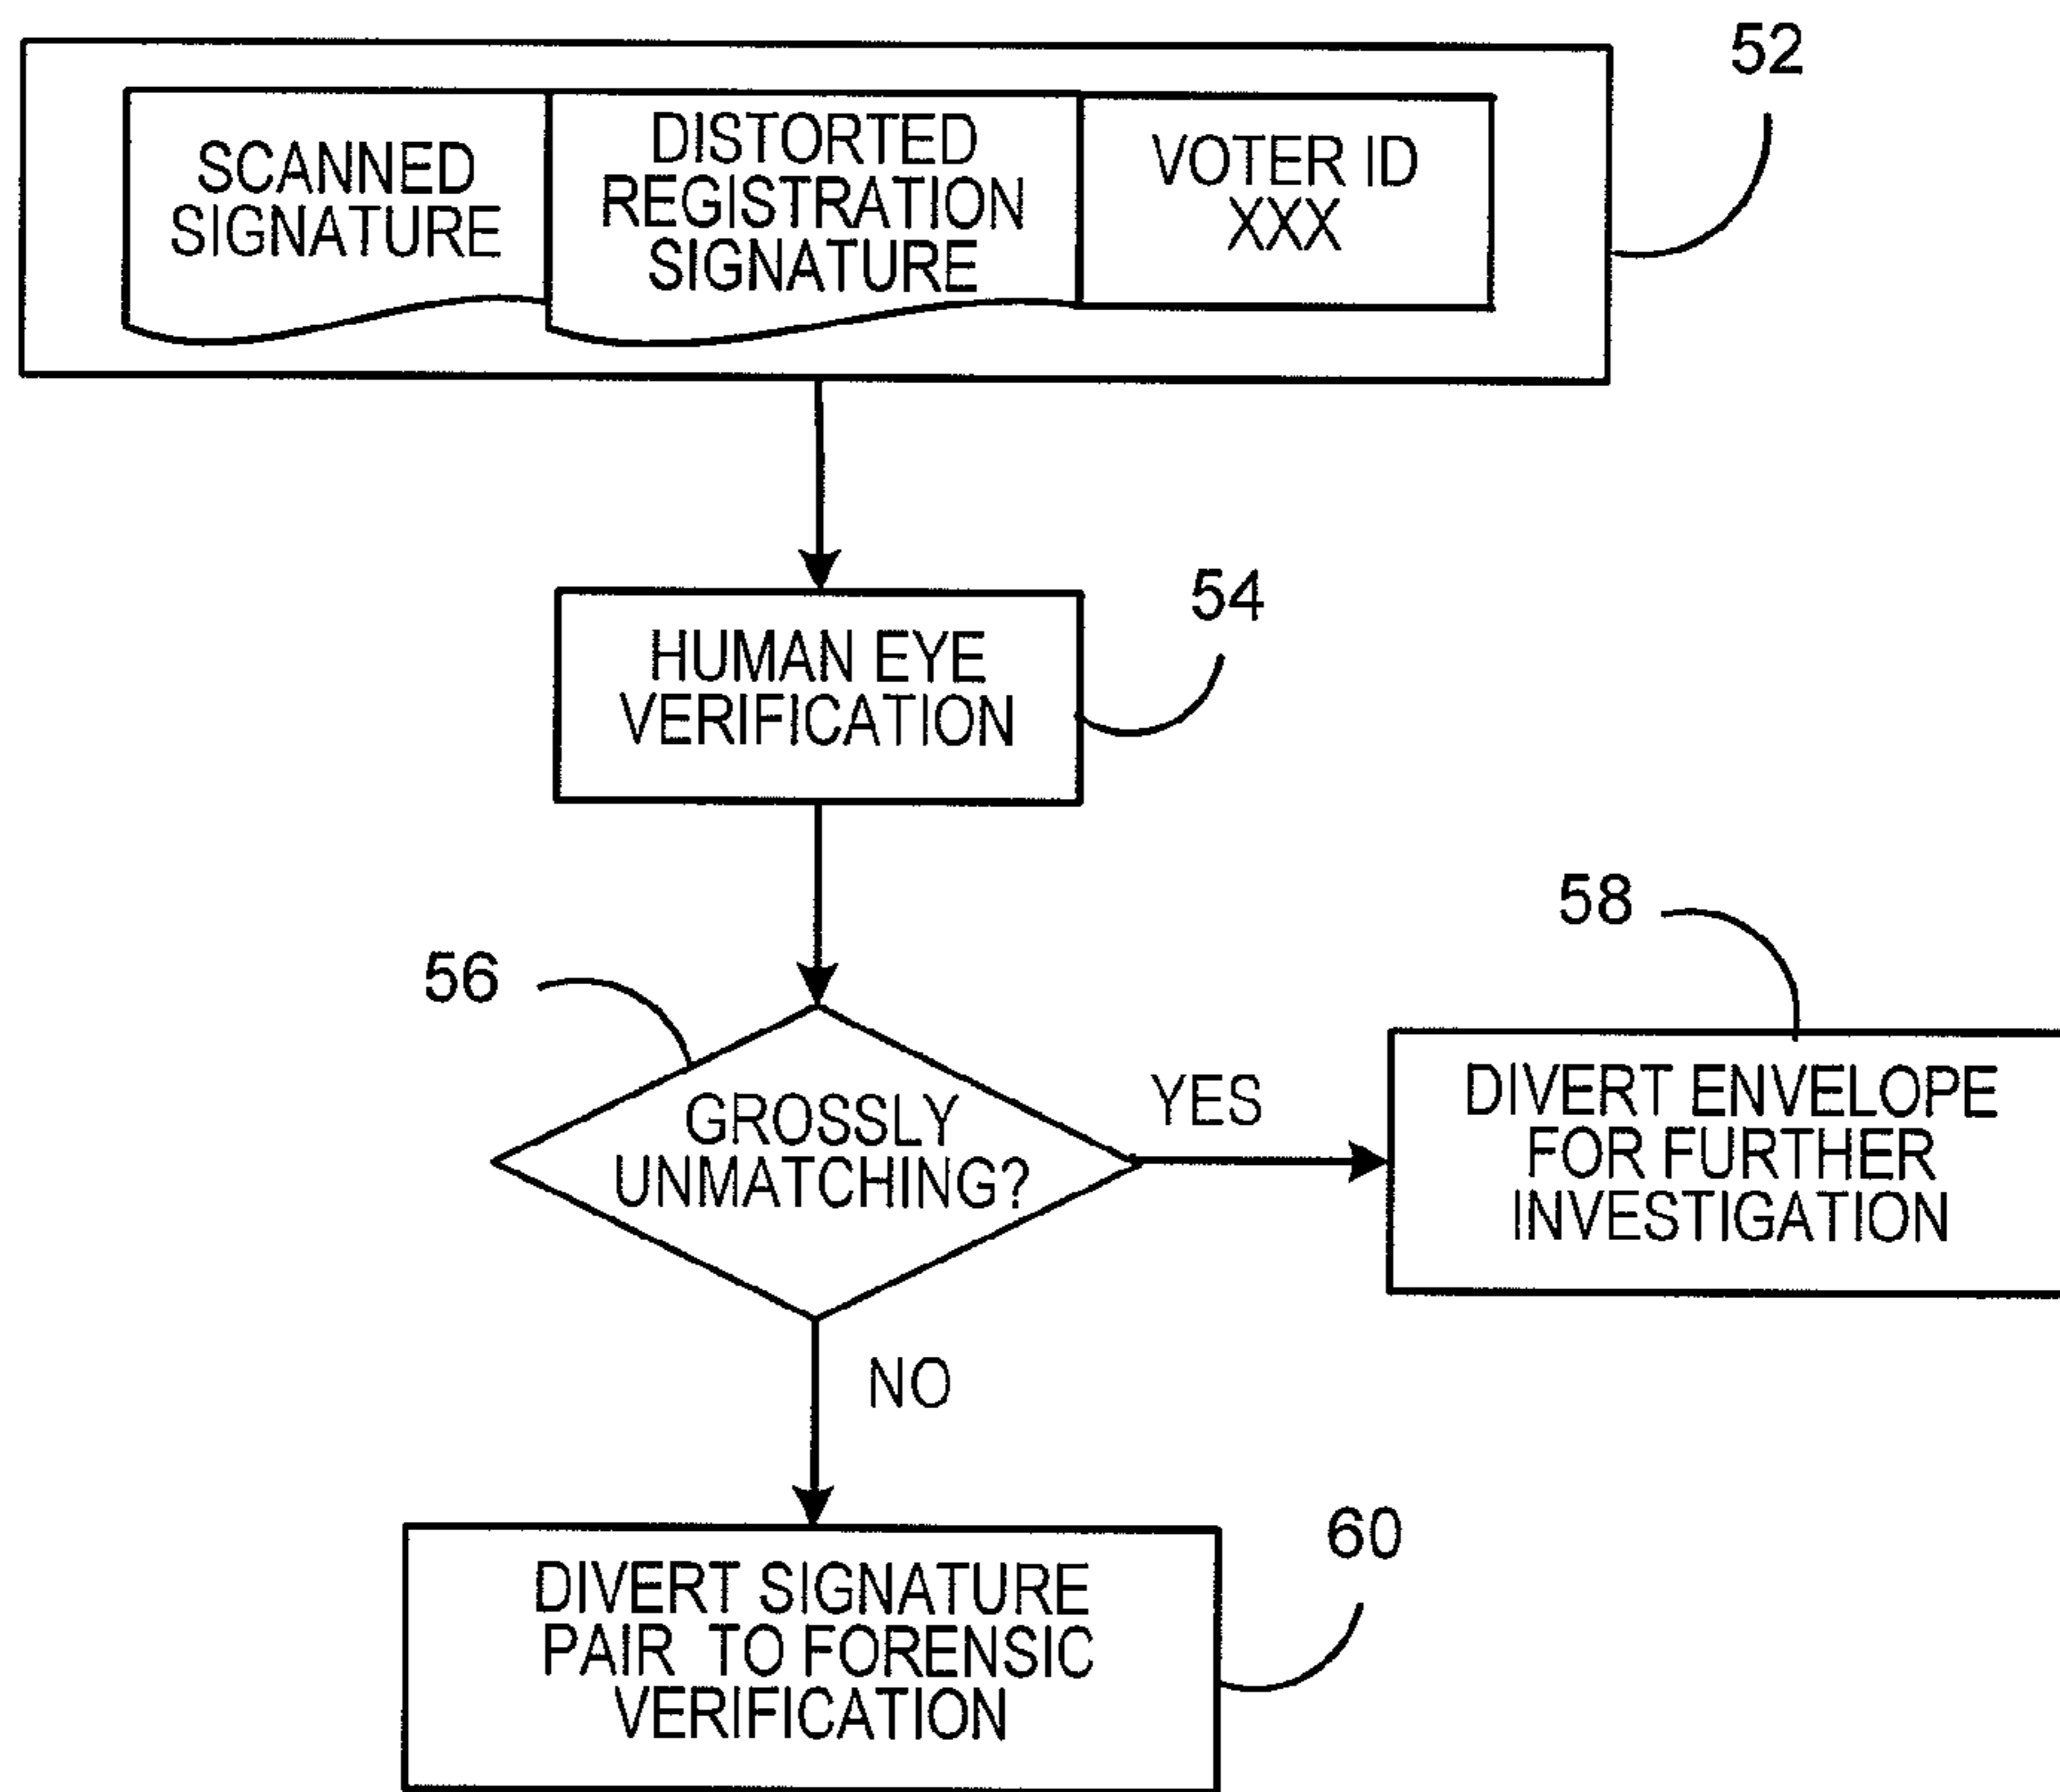 52
SCANNED
SIGNATURE
DISTORTED
REGISTRATION
SIGNATURE
VOTER ID
XXX
54
HUMAN EYE
VERIFICATION
56
GROSSLY
UNMATCHING?
YES
58
DIVERT ENVELOPE
FOR FURTHER
INVESTIGATION
NO
60
DIVERT SIGNATURE
PAIR TO FORENSIC
VERIFICATION